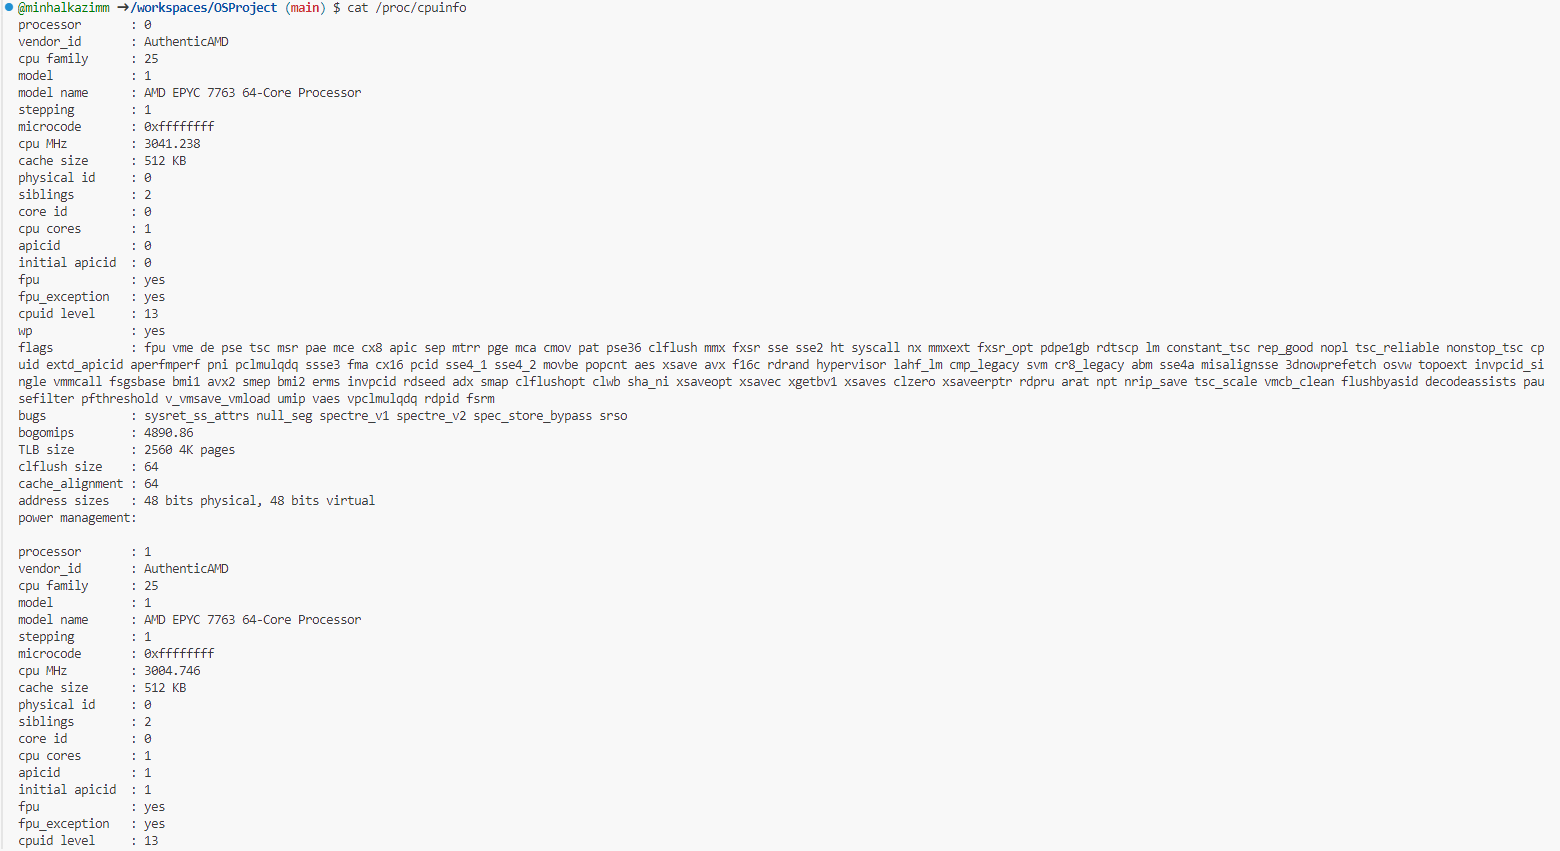 @minhalkazimm ➜/workspaces/OSProject (main) $ cat /proc/cpuinfo
processor : 0
vendor_id : AuthenticAMD
cpu family : 25
model : 1
model name : AMD EPYC 7763 64-Core Processor
stepping : 1
microcode : 0xffffffff
cpu MHz : 3041.238
cache size : 512 KB
physical id : 0
siblings : 2
core id : 0
cpu cores : 1
apicid : 0
initial apicid : 0
fpu : yes
fpu_exception : yes
cpuid level : 13
wp : yes
flags : fpu vme de pse tsc msr pae mce cx8 apic sep mtrr pge mca cmov pat pse36 clflush mmx fxsr sse sse2 ht syscall nx mmxext fxsr_opt pdpe1gb rdtscp lm constant_tsc rep_good nopl tsc_reliable nonstop_tsc cp
uid extd_apicid aperfmperf pni pclmulqdq ssse3 fma cx16 pcid sse4_1 sse4_2 movbe popcnt aes xsave avx f16c rdrand hypervisor lahf_lm cmp_legacy svm cr8_legacy abm sse4a misalignsse 3dnowprefetch osvw topoext invpcid_si
ngle vmmcall fsgsbase bmi1 avx2 smep bmi2 erms invpcid rdseed adx smap clflushopt clwb sha_ni xsaveopt xsavec xgetbv1 xsaves clzero xsaveerptr rdpru arat npt nrip_save tsc_scale vmcb_clean flushbyasid decodeassists pau
sefilter pfthreshold v_vmsave_vmload umip vaes vpclmulqdq rdpid fsrm
bugs : sysret_ss_attrs null_seg spectre_v1 spectre_v2 spec_store_bypass srso
bogomips : 4890.86
TLB size : 2560 4K pages
clflush size : 64
cache_alignment : 64
address sizes : 48 bits physical, 48 bits virtual
power management:
processor : 1
vendor_id : AuthenticAMD
cpu family : 25
model : 1
model name : AMD EPYC 7763 64-Core Processor
stepping : 1
microcode : 0xffffffff
cpu MHz : 3004.746
cache size : 512 KB
physical id : 0
siblings : 2
core id : 0
cpu cores : 1
apicid : 1
initial apicid : 1
fpu : yes
fpu_exception : yes
cpuid level : 13